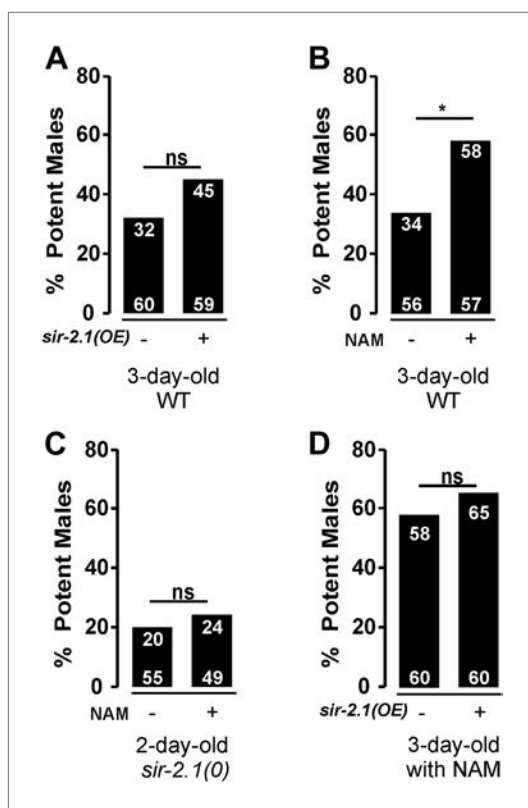 A
% Potent Males
80
60
40
20
0
ns
32
45
60
59
sir-2.1(OE) - +
3-day-old
WT
B
% Potent Males
80
60
40
20
0
*
34
58
56
57
NAM - +
3-day-old
WT
C
% Potent Males
80
60
40
20
0
ns
20
24
55
49
NAM - +
2-day-old
sir-2.1(0)
D
% Potent Males
80
60
40
20
0
ns
58
65
60
60
sir-2.1(OE) - +
3-day-old
with NAM